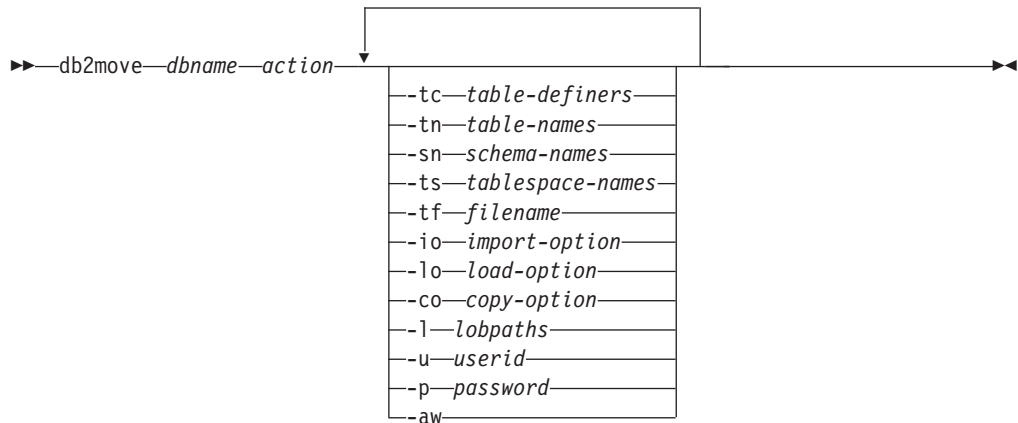 db2move dbname action
-tc table-definers
-tn table-names
-sn schema-names
-ts tablespace-names
-tf filename
-io import-option
-lo load-option
-co copy-option
-l lobpaths
-u userid
-p password
-aw